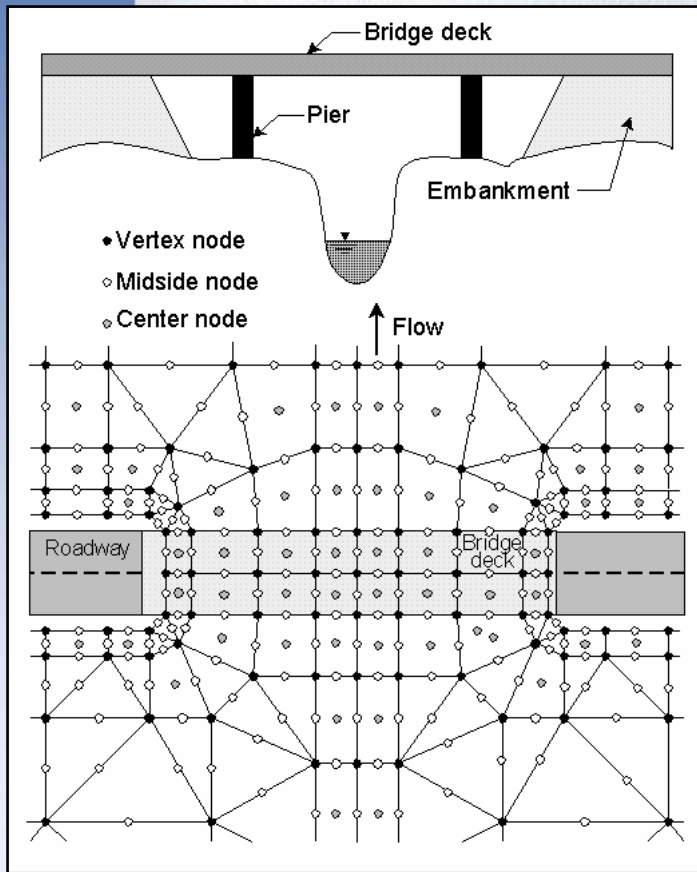 Bridge deck
Pier
Embankment
Vertex node
Midside node
Center node
Flow
Roadway
Bridge
deck